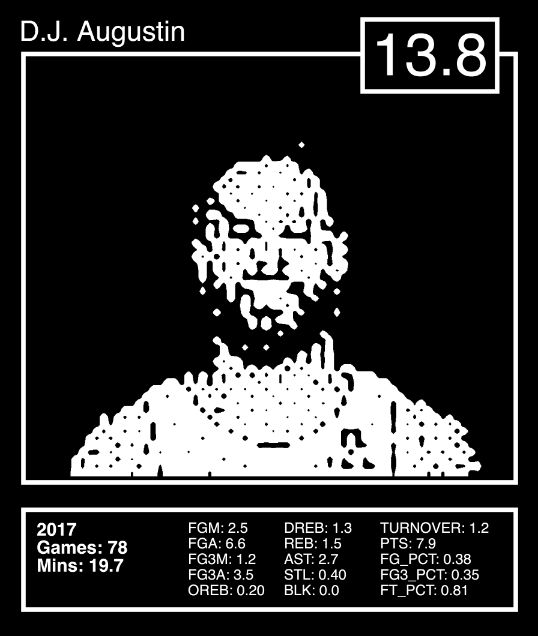 D.J. Augustin
13.8
2017
Games: 78
Mins: 19.7
FGM: 2.5
FGA: 6.6
FG3M: 1.2
FG3A: 3.5
OREB: 0.20
DREB: 1.3
REB: 1.5
AST: 2.7
STL: 0.40
BLK: 0.0
TURNOVER: 1.2
PTS: 7.9
FG_PCT: 0.38
FG3_PCT: 0.35
FT_PCT: 0.81